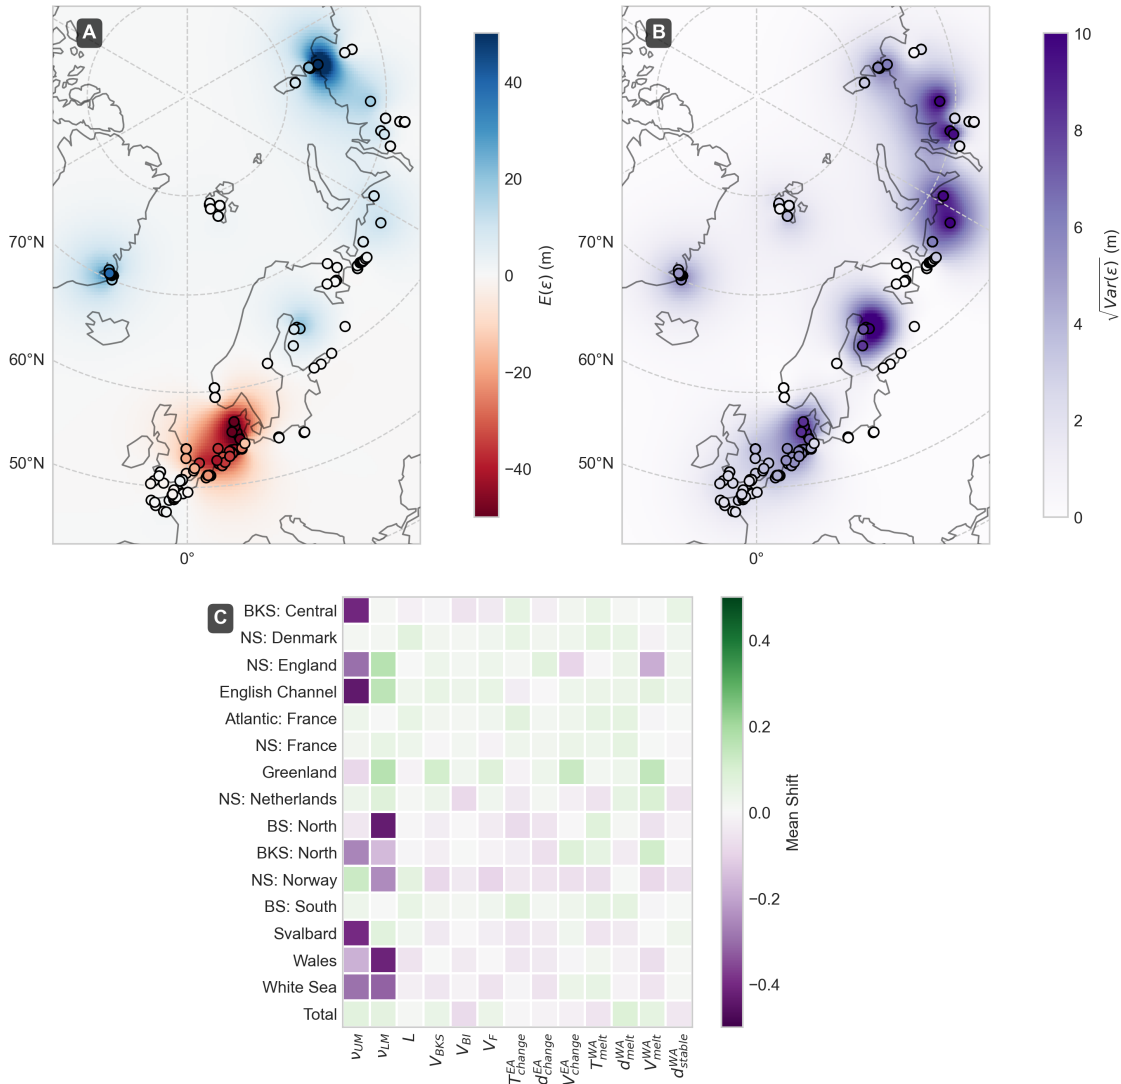 A
B
70°N
60°N
50°N
0°
40
20
0
−20
−40
E(ε) (m)
0°
10
8
6
4
2
0
√Var(ε) (m)
70°N
60°N
50°N
C
BKS: Central
NS: Denmark
NS: England
English Channel
Atlantic: France
NS: France
Greenland
NS: Netherlands
BS: North
BKS: North
NS: Norway
BS: South
Svalbard
Wales
White Sea
Total
ν_UM
ν_LM
L
V_BKS
V_BI
V_F
T^EA_change
d^EA_change
V^EA_change
T^WA_melt
d^WA_melt
V^WA_melt
d^WA_stable
0.4
0.2
0.0
−0.2
−0.4
Mean Shift